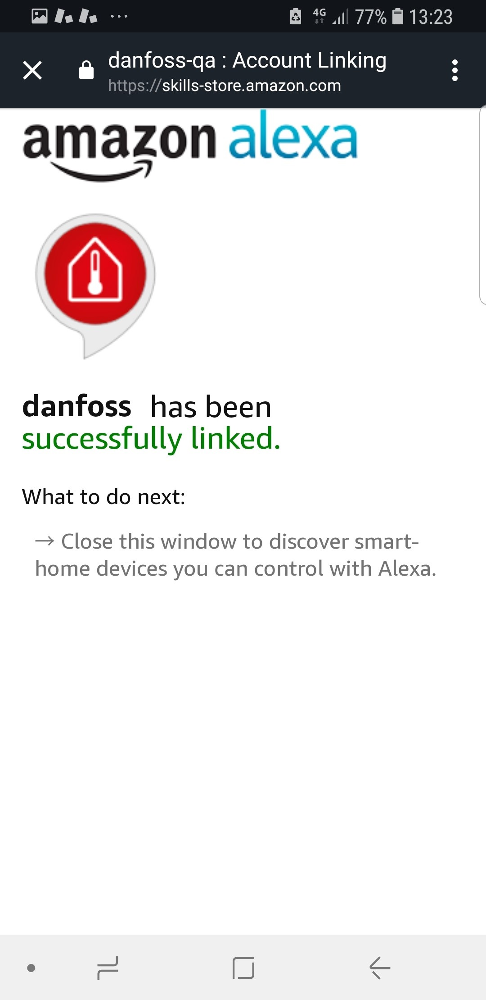 4G 77% 13:23
danfoss-qa : Account Linking
https://skills-store.amazon.com
amazon alexa
danfoss has been
successfully linked.
What to do next:
→ Close this window to discover smart-
home devices you can control with Alexa.